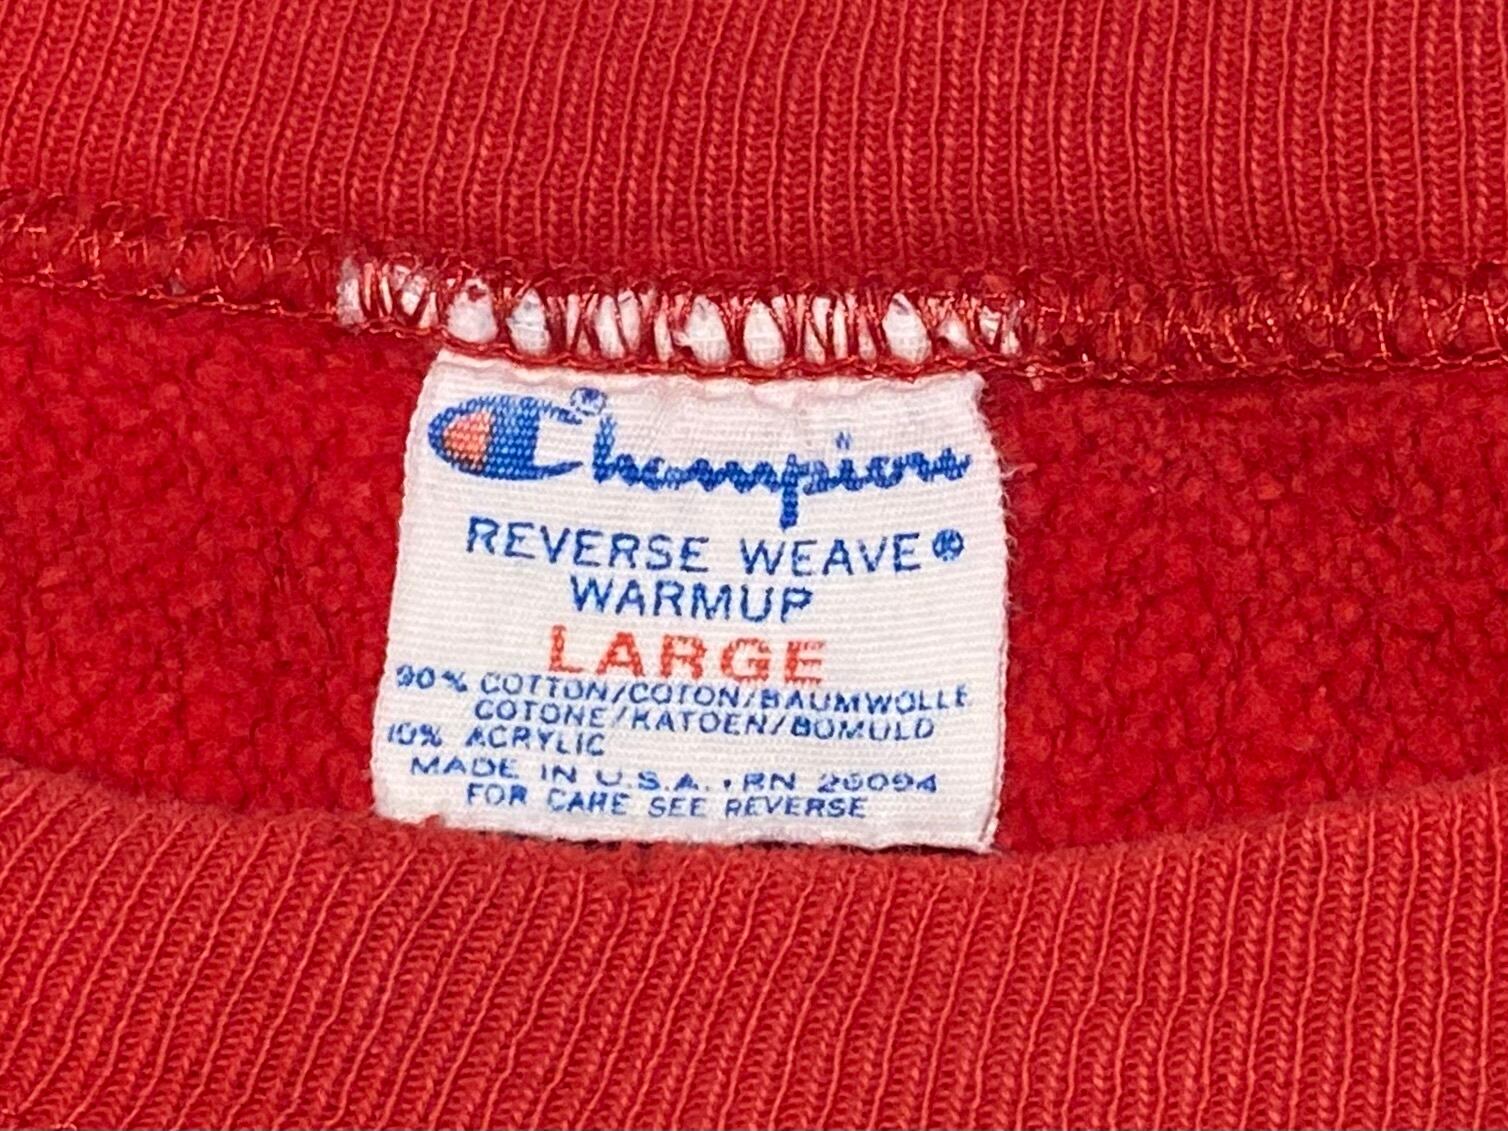 Champion®
REVERSE WEAVE®
WARMUP
LARGE
90% COTTON/COTON/BAUMWOLLE
COTONE/KATOEN/BOMULD
10% ACRYLIC
MADE IN U.S.A. • RN 26094
FOR CARE SEE REVERSE